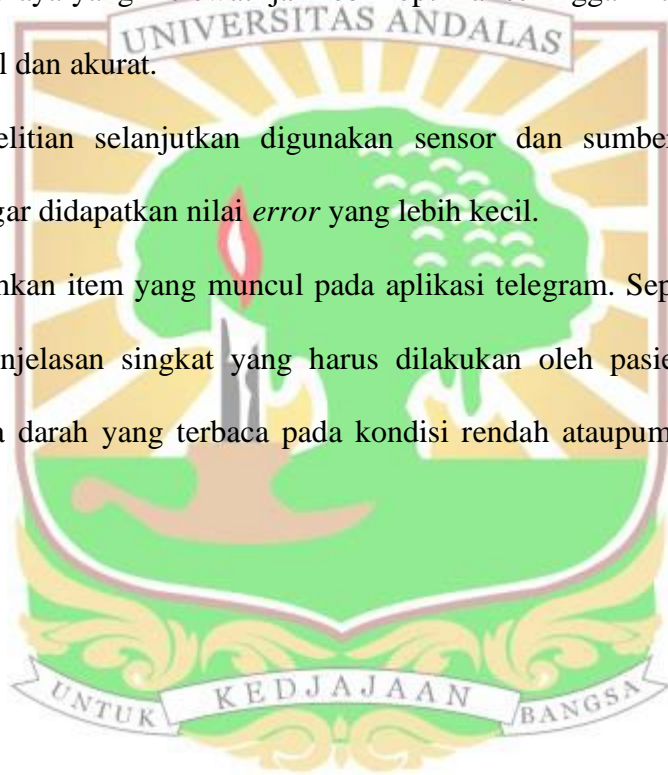 UNIVERSITAS ANDALAS
l dan akurat.
elitian selanjutkan digunakan sensor dan sumber
gar didapatkan nilai error yang lebih kecil.
nkan item yang muncul pada aplikasi telegram. Sep
njelasan singkat yang harus dilakukan oleh pasie
a darah yang terbaca pada kondisi rendah ataupum
UNTUK KEDJAJAAN BANGSA